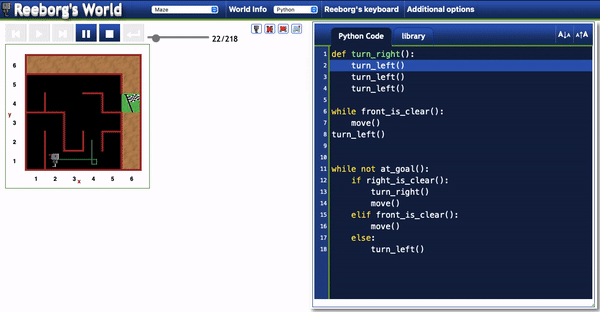 Reeborg's World
Maze
World Info
Python
Reeborg's keyboard
Additional options
22/218
6
5
4
y
3
2
1
1 2 3 x 4 5 6
Python Code
library
A↓A
A↑A
1 def turn_right():
2 turn_left()
3 turn_left()
4 turn_left()
5
6 while front_is_clear():
7 move()
8 turn_left()
9
10
11 while not at_goal():
12 if right_is_clear():
13 turn_right()
14 move()
15 elif front_is_clear():
16 move()
17 else:
18 turn_left()